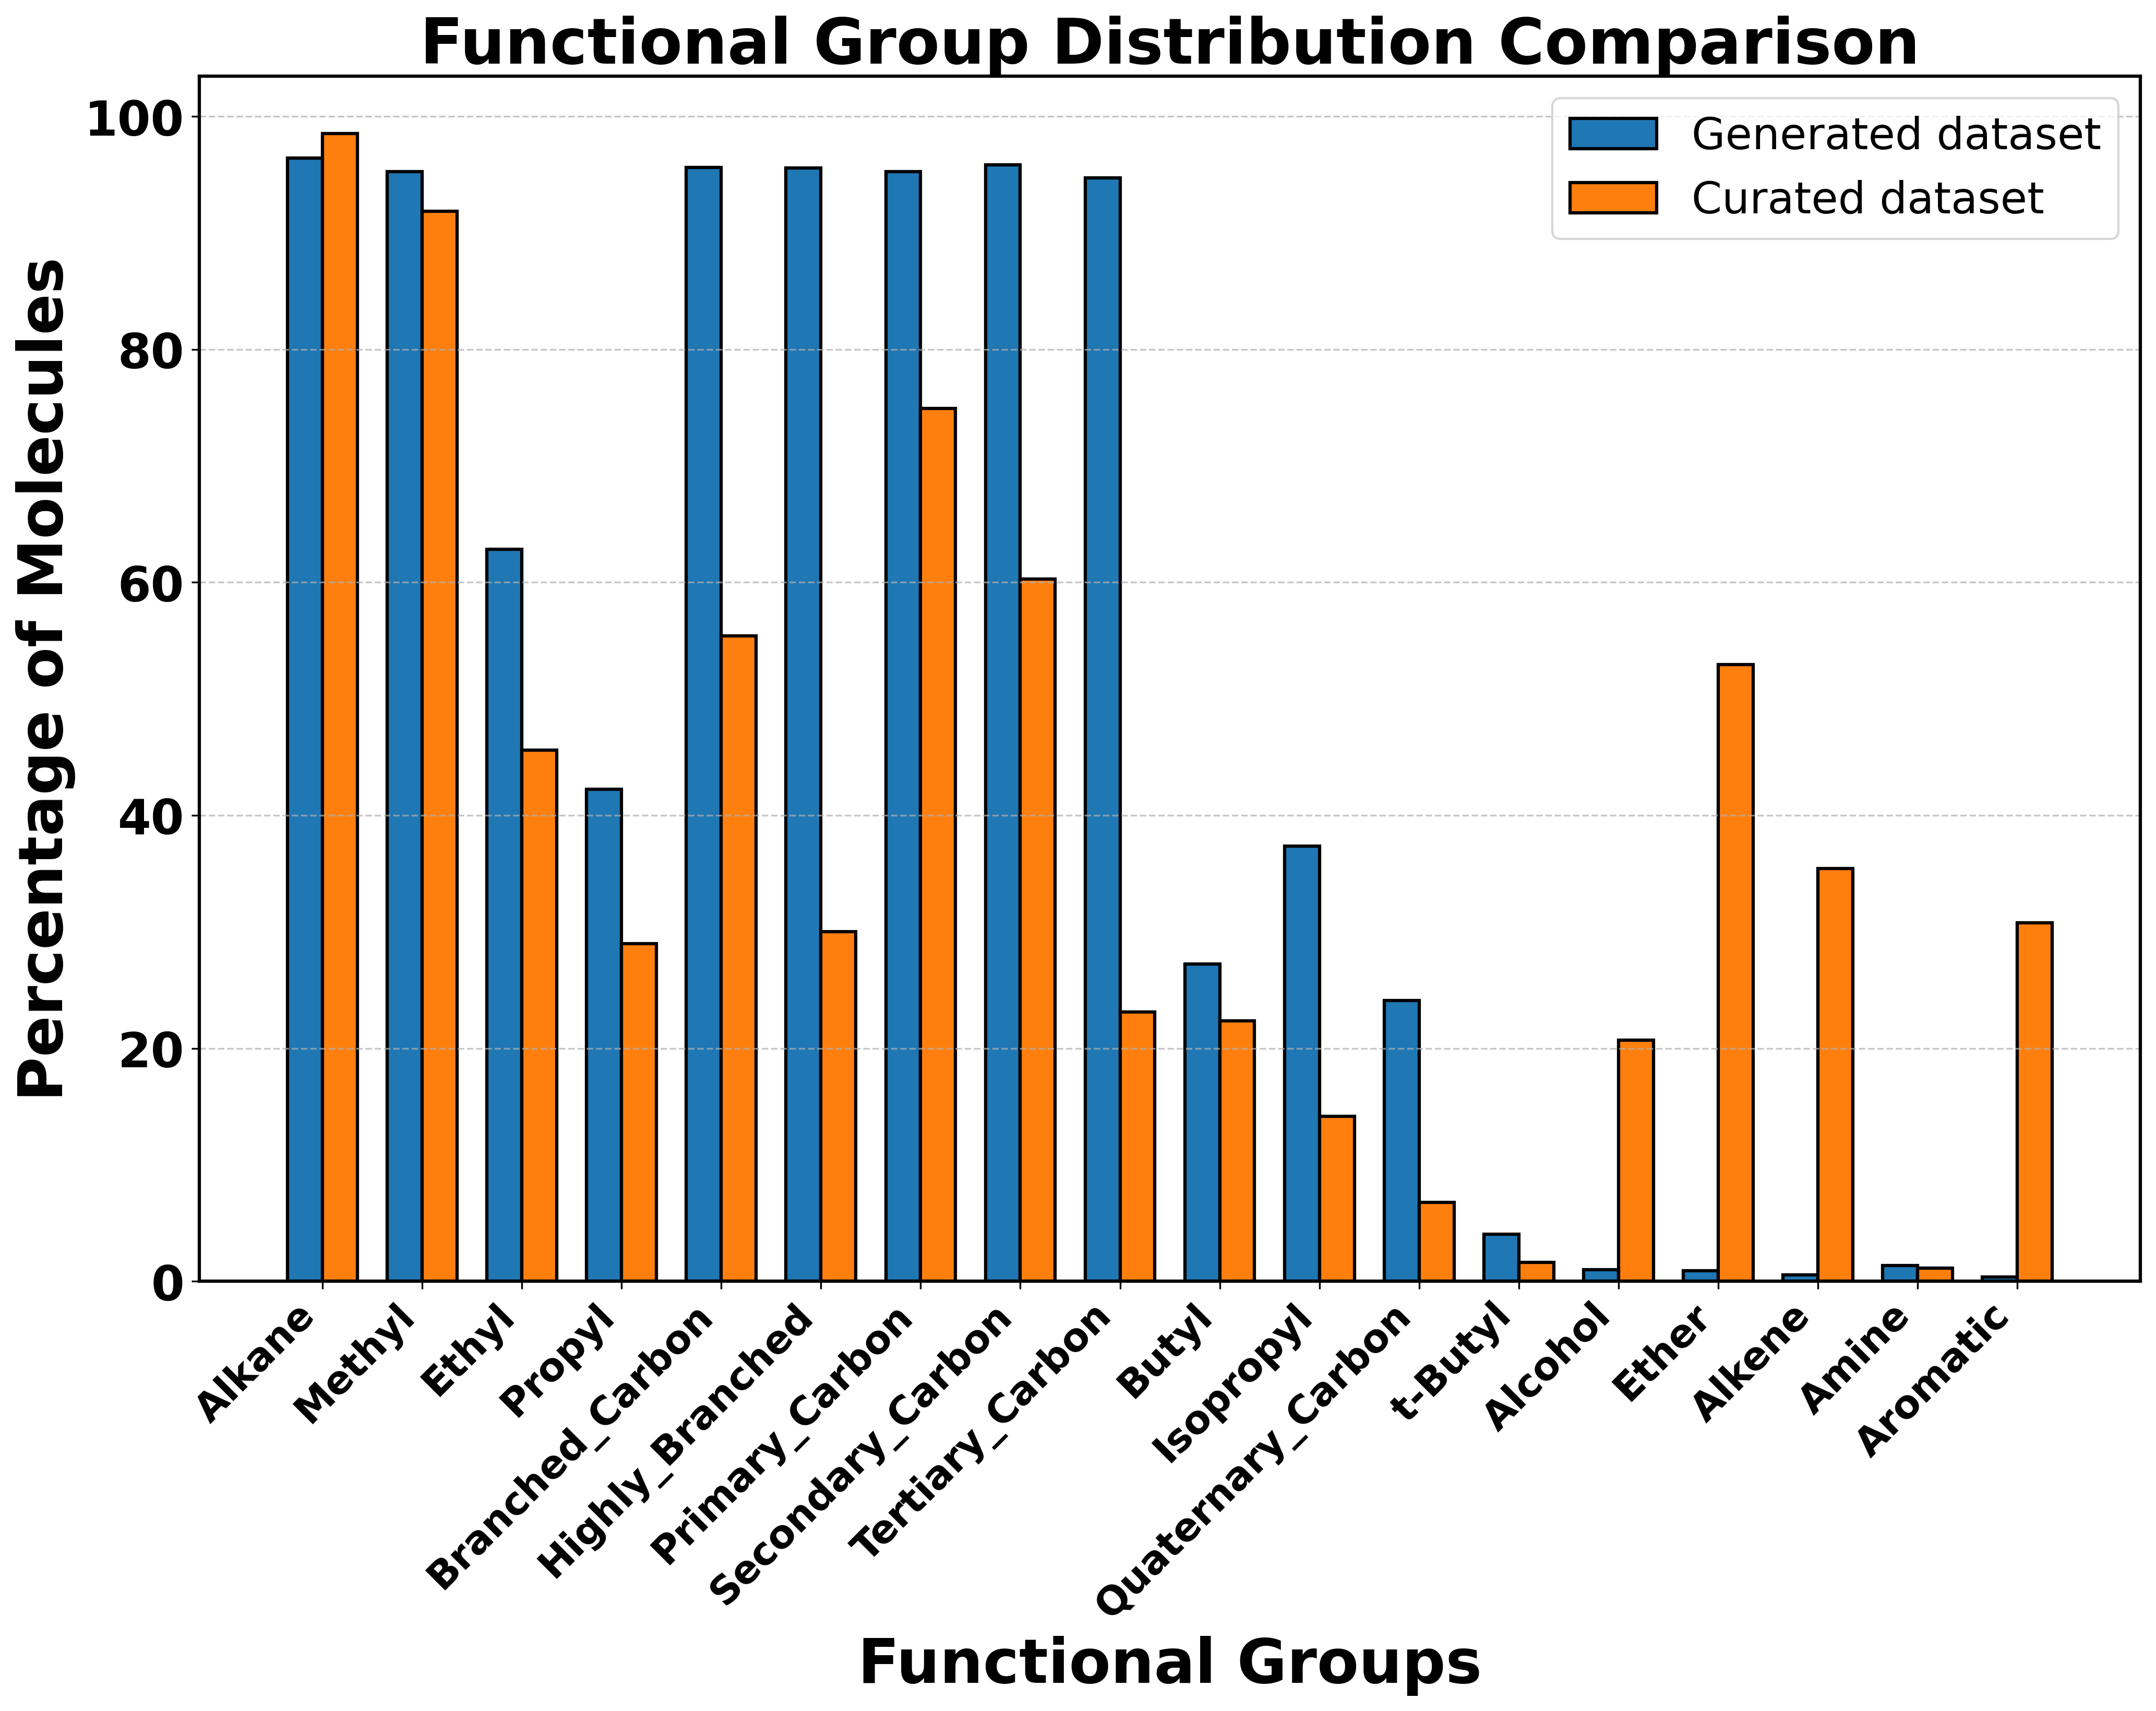 Functional Group Distribution Comparison
Generated dataset
Curated dataset
Percentage of Molecules
100
80
60
40
20
0
Alkane
Methyl
Ethyl
Propyl
Branched_Carbon
Highly_Branched
Primary_Carbon
Secondary_Carbon
Tertiary_Carbon
Butyl
Isopropyl
Quaternary_Carbon
t-Butyl
Alcohol
Ether
Alkene
Amine
Aromatic
Functional Groups